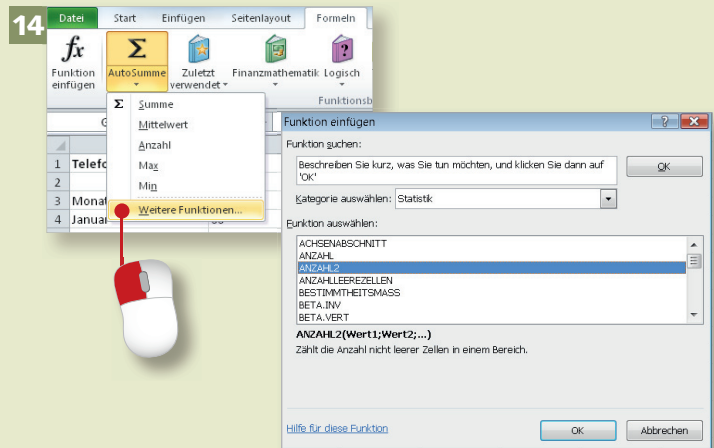 14
Datei Start Einfügen Seitenlayout Formeln
fx Σ ?
Funktion einfügen AutoSumme Zuletzt verwendet Finanzmathematik Logisch
Funktionsb
Σ Summe
Mittelwert
Anzahl
Max
Min
Weitere Funktionen...
G
1 Telefo
2
3 Monat
4 Januar
Funktion einfügen
Funktion suchen:
Beschreiben Sie kurz, was Sie tun möchten, und klicken Sie dann auf
'OK'
OK
Kategorie auswählen: Statistik
Funktion auswählen:
ACHSENABSCHNITT
ANZAHL
ANZAHL2
ANZAHLLEEREZELLEN
BESTIMMTHEITSMASS
BETA.INV
BETA.VERT
ANZAHL2(Wert1;Wert2;...)
Zählt die Anzahl nicht leerer Zellen in einem Bereich.
Hilfe für diese Funktion OK Abbrechen